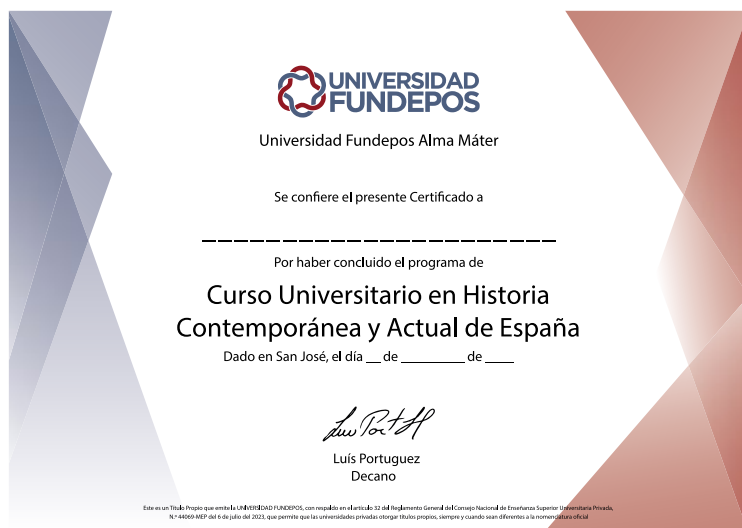 UNIVERSIDAD
FUNDEPOS
Universidad Fundepos Alma Máter
Se confiere el presente Certificado a
Por haber concluido el programa de
Curso Universitario en Historia
Contemporánea y Actual de España
Dado en San José, el día __ de ________ de ____
Luís Portuguez
Decano
Este es un Título Propio que emite la UNIVERSIDAD FUNDEPOS, con respaldo en el artículo 32 del Reglamento General del Consejo Nacional de Enseñanza Superior Universitaria Privada,
N.º 44069-MEP del 6 de julio del 2023, que permite que las universidades privadas otorgar títulos propios, siempre y cuando sean diferentes a la nomenclatura oficial